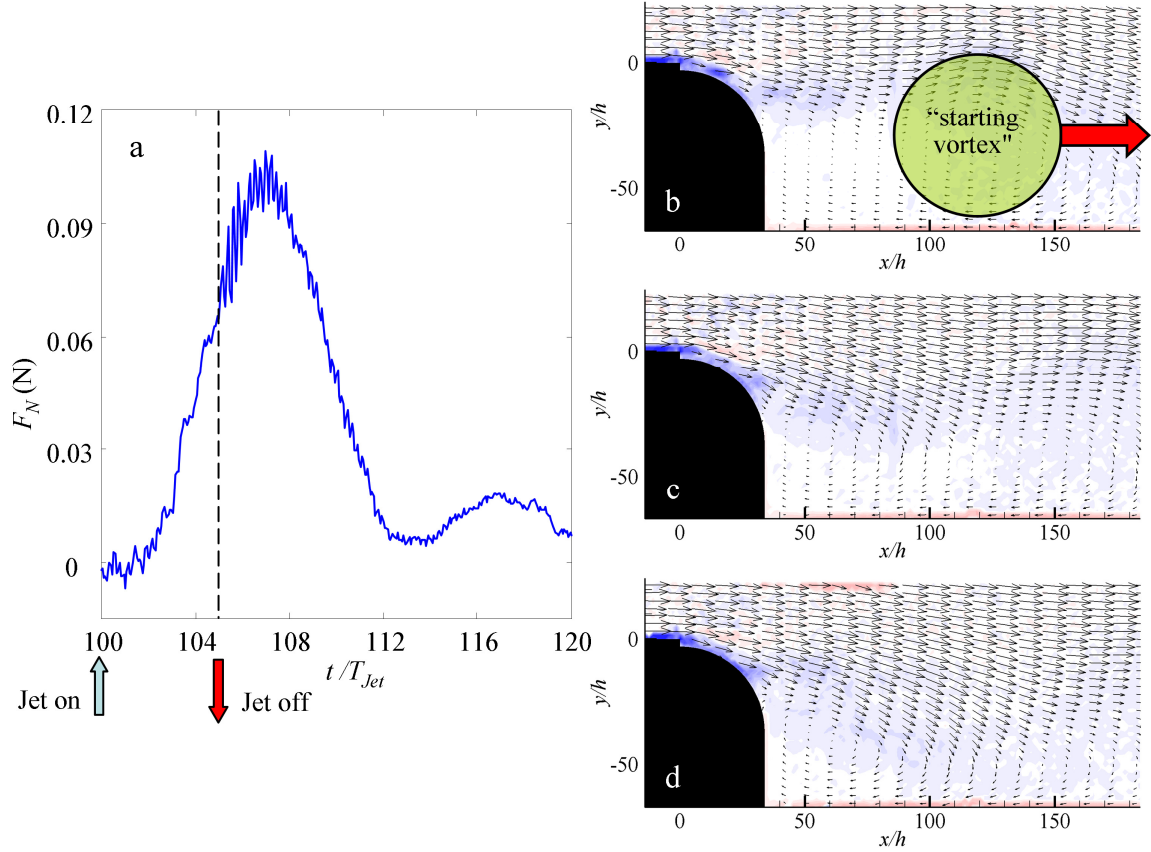 a
0.12
0.09
0.06
0.03
0
F_N (N)
100 104 108 112 116 120
t /T_Jet
Jet on
Jet off
0
-50
y/h
"starting
vortex"
b
0 50 100 150
x/h
0
-50
y/h
c
0 50 100 150
x/h
0
-50
y/h
d
0 50 100 150
x/h